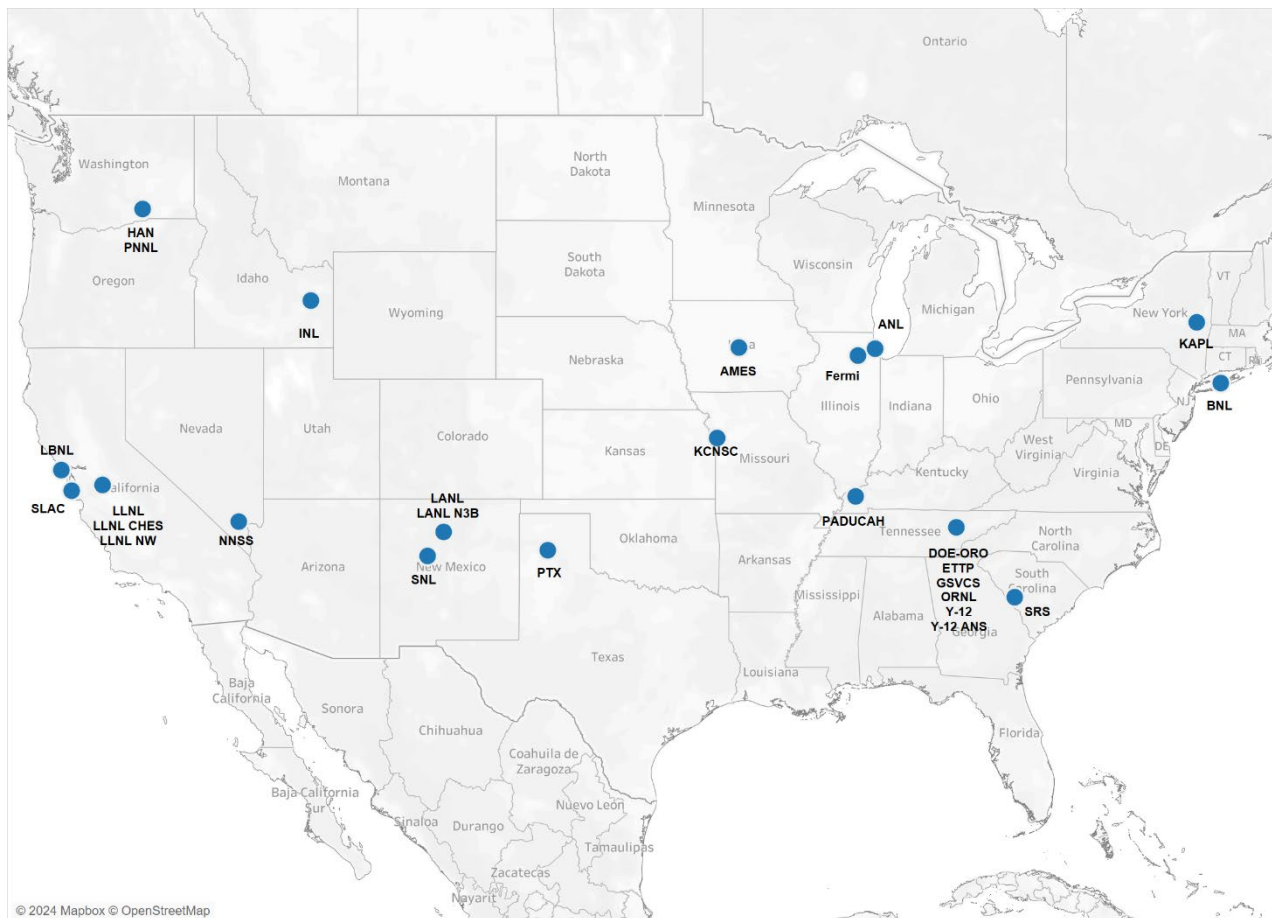 Ontario
Washington
North
Dakota
Montana
Minnesota
HAN
PNNL
Oregon
Idaho
South
Dakota
Wisconsin
Michigan
VT
New York
INL
Wyoming
ANL
MA
KAPL
CT
Nebraska
AMES
Fermi
Illinois
Indiana
Ohio
Pennsylvania
NJ
BNL
Nevada
Utah
Colorado
Kansas
KCNSC
Missouri
West
Virginia
MD
DE
Virginia
Kentucky
LBNL
California
SLAC
LLNL
LLNL CHES
LLNL NW
NNSS
LANL
LANL N3B
PADUCAH
Tennessee
North
Carolina
Arizona
SNL
New Mexico
PTX
Oklahoma
Arkansas
DOE-ORO
ETTP
GSVCS
ORNL
Y-12
Y-12 ANS
South
Carolina
SRS
Mississippi
Alabama
Georgia
Texas
Louisiana
Baja
California
Sonora
Chihuahua
Florida
Coahuila de
Zaragoza
Baja California
Sur
Nuevo León
Sinaloa
Durango
Tamaulipas
Zacatecas
Nayarit
© 2024 Mapbox © OpenStreetMap